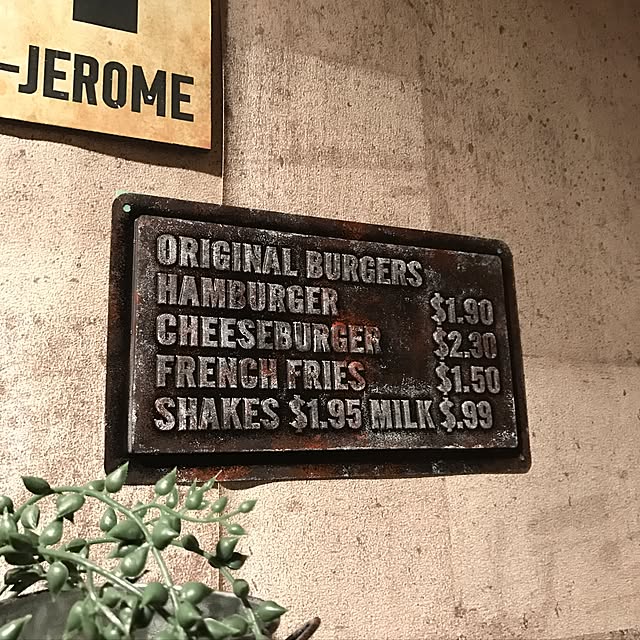 -JEROME
ORIGINAL BURGERS
HAMBURGER $1.90
CHEESEBURGER $2.30
FRENCH FRIES $1.50
SHAKES $1.95 MILK $.99